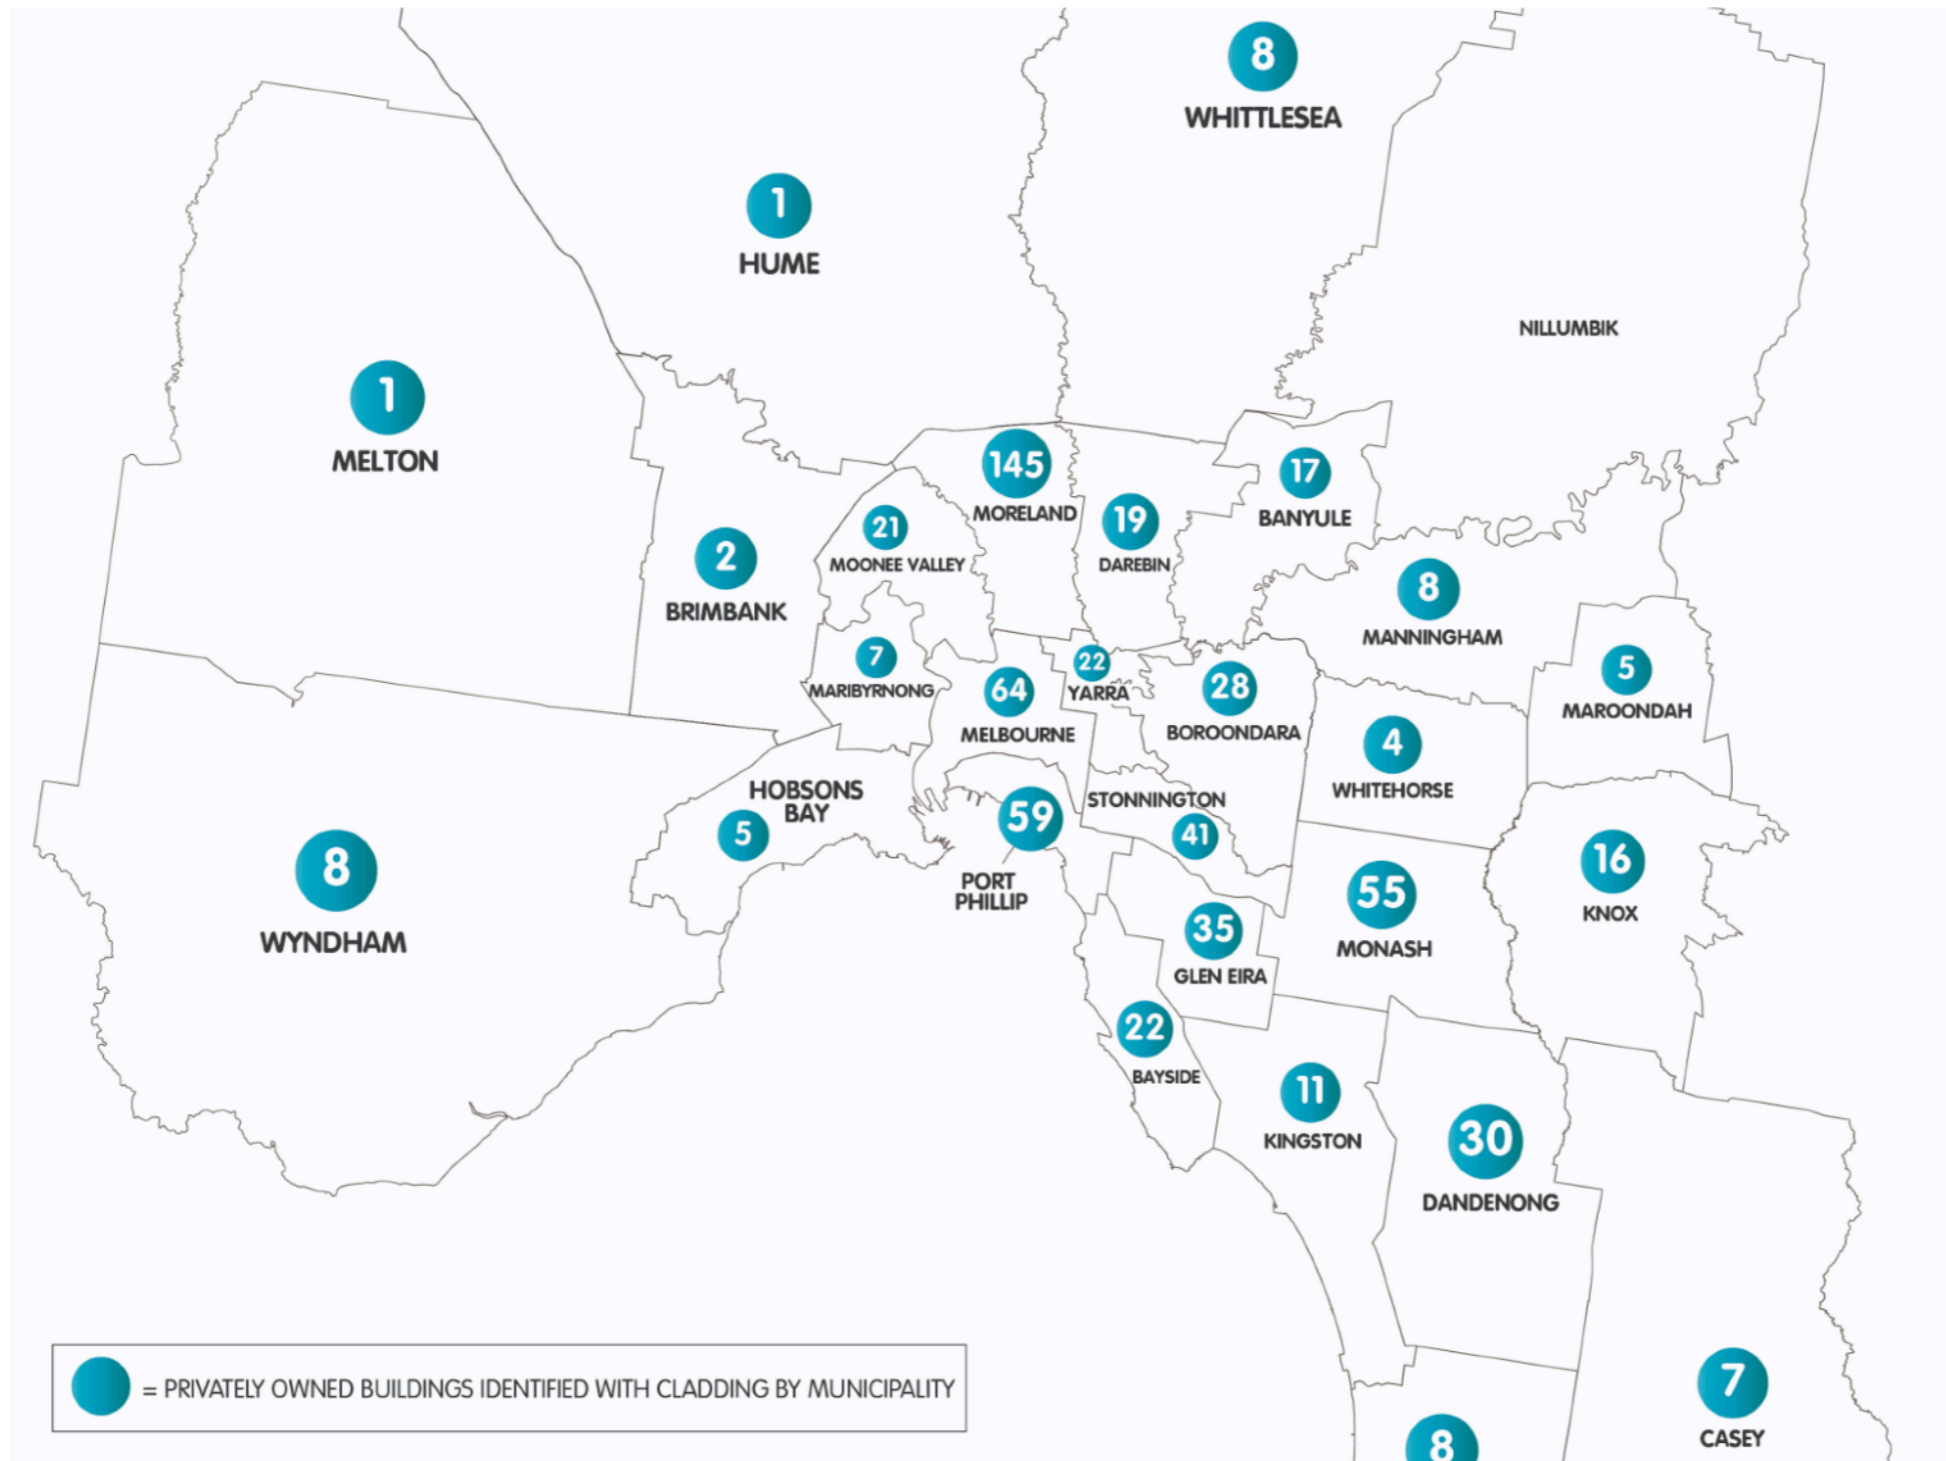 8
WHITTLESEA
1
HUME
NILLUMBIK
1
MELTON
145
MORELAND
17
BANYULE
21
MOONEE VALLEY
19
DAREBIN
2
BRIMBANK
8
MANNINGHAM
7
MARIBYRNONG
64
MELBOURNE
22
YARRA
28
BOROONDARA
5
MAROONDAH
4
WHITEHORSE
HOBSONS
BAY
5
59
PORT
PHILLIP
STONNINGTON
41
16
KNOX
8
WYNDHAM
55
MONASH
35
GLEN EIRA
22
BAYSIDE
11
KINGSTON
30
DANDENONG
7
CASEY
8
= PRIVATELY OWNED BUILDINGS IDENTIFIED WITH CLADDING BY MUNICIPALITY